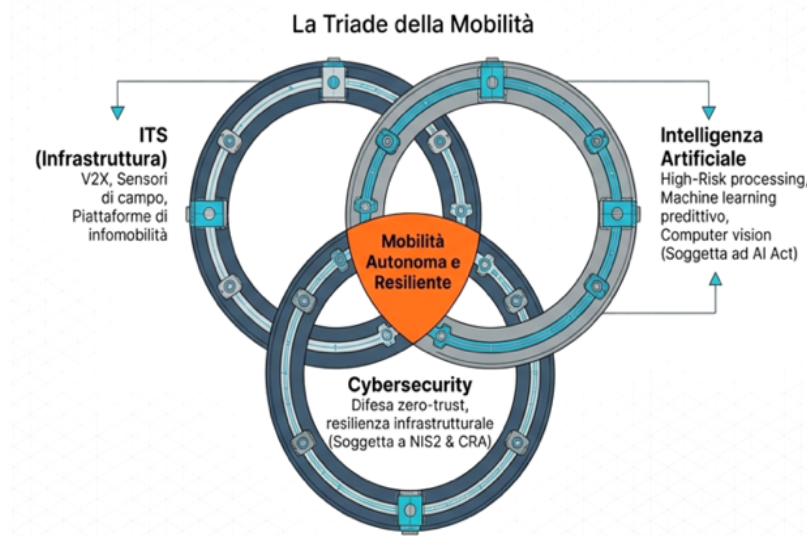 La Triade della Mobilità
ITS
(Infrastruttura)
V2X, Sensori
di campo,
Piattaforme di
infomobilità
Intelligenza
Artificiale
High-Risk processing,
Machine learning
predittivo,
Computer vision
(Soggetta ad AI Act)
Mobilità
Autonoma e
Resiliente
Cybersecurity
Difesa zero-trust,
resilienza infrastrutturale
(Soggetta a NIS2 & CRA)